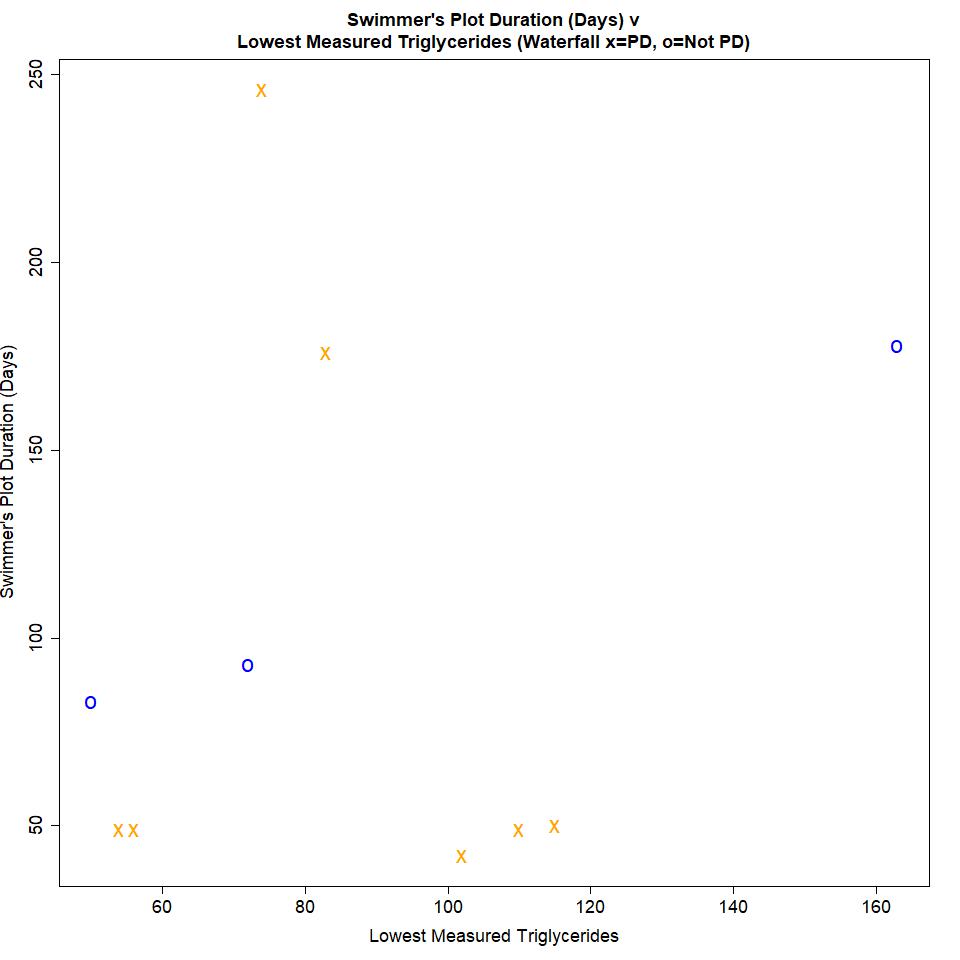 Swimmer's Plot Duration (Days) v
Lowest Measured Triglycerides (Waterfall x=PD, o=Not PD)
Swimmer's Plot Duration (Days)
250
200
150
100
50
x
x
o
o
o
x x
x
x
x
60 80 100 120 140 160
Lowest Measured Triglycerides